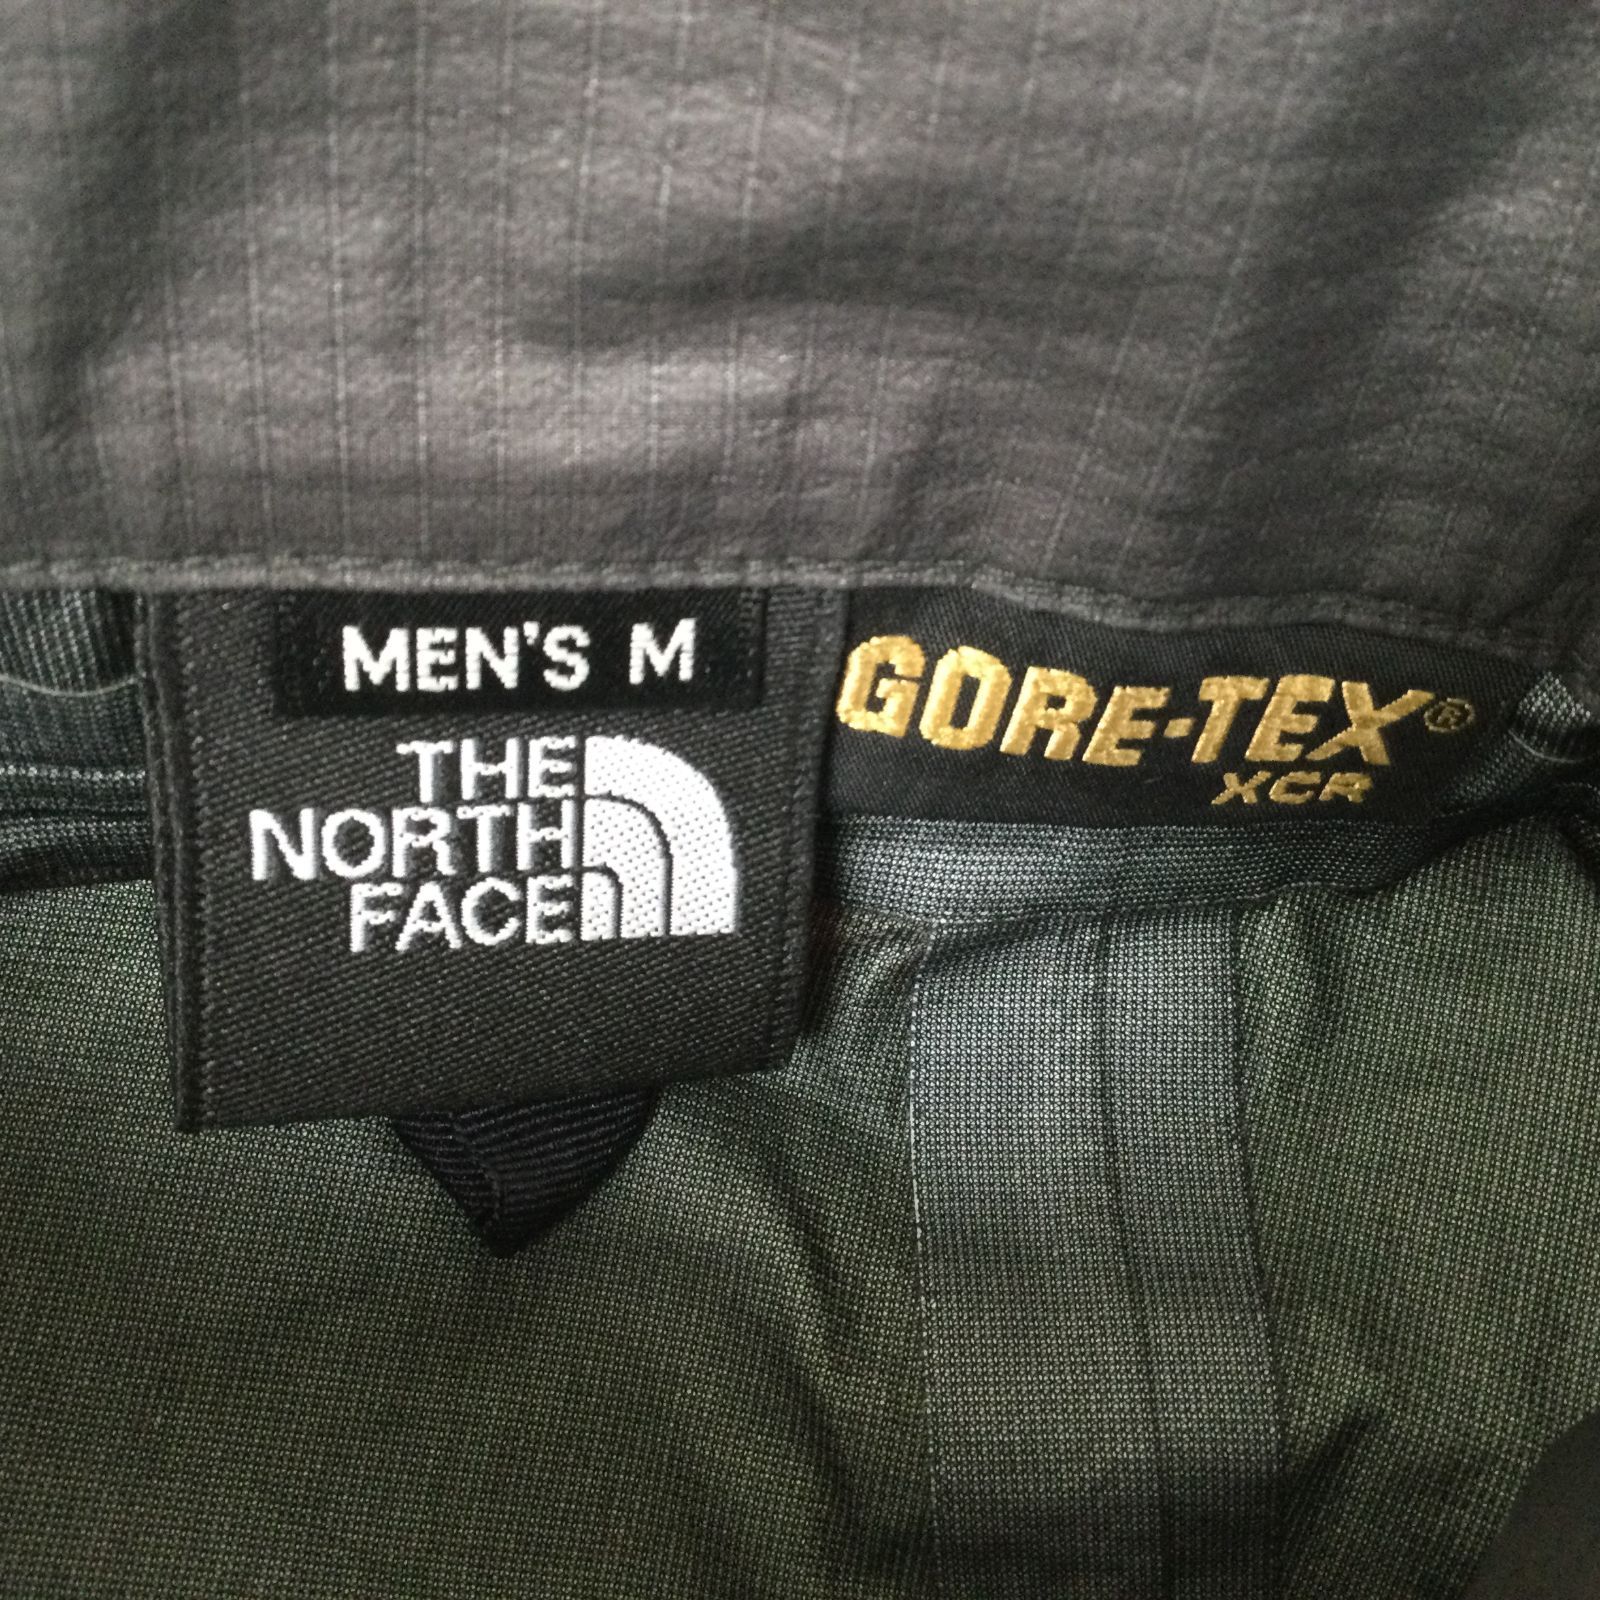 MEN'S M
THE
NORTH
FACE
GORE-TEX®
XCR